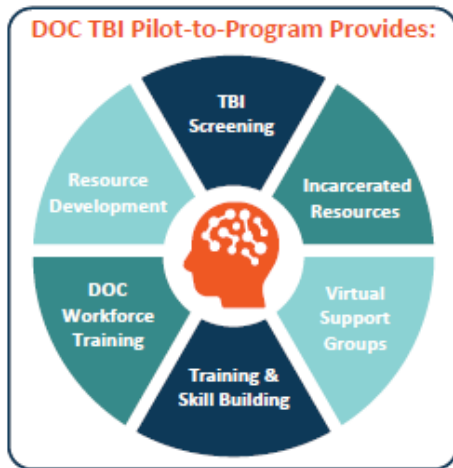 DOC TBI Pilot-to-Program Provides:
TBI
Screening
Incarcerated
Resources
Virtual
Support
Groups
Training &
Skill Building
DOC
Workforce
Training
Resource
Development